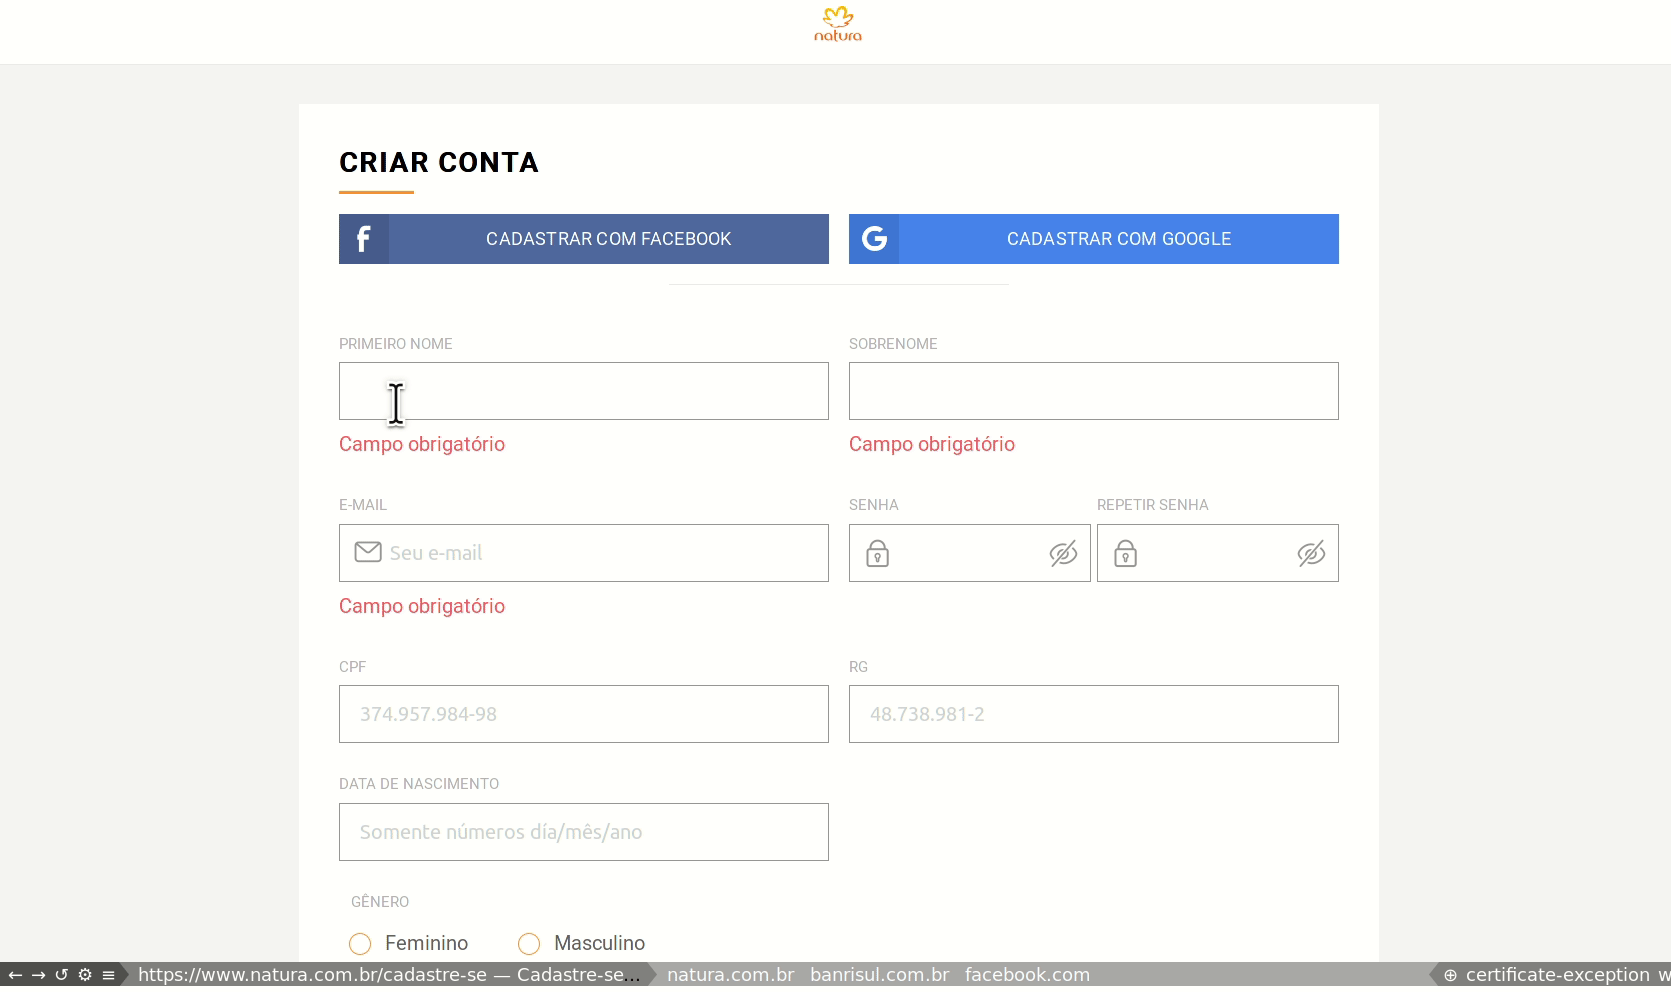 natura
CRIAR CONTA
CADASTRAR COM FACEBOOK
CADASTRAR COM GOOGLE
PRIMEIRO NOME
SOBRENOME
Campo obrigatório
Campo obrigatório
E-MAIL
SENHA
REPETIR SENHA
Seu e-mail
Campo obrigatório
CPF
RG
374.957.984-98
48.738.981-2
DATA DE NASCIMENTO
Somente números día/mês/ano
GÊNERO
Feminino
Masculino
https://www.natura.com.br/cadastre-se — Cadastre-se... natura.com.br banrisul.com.br facebook.com ⊕ certificate-exception w